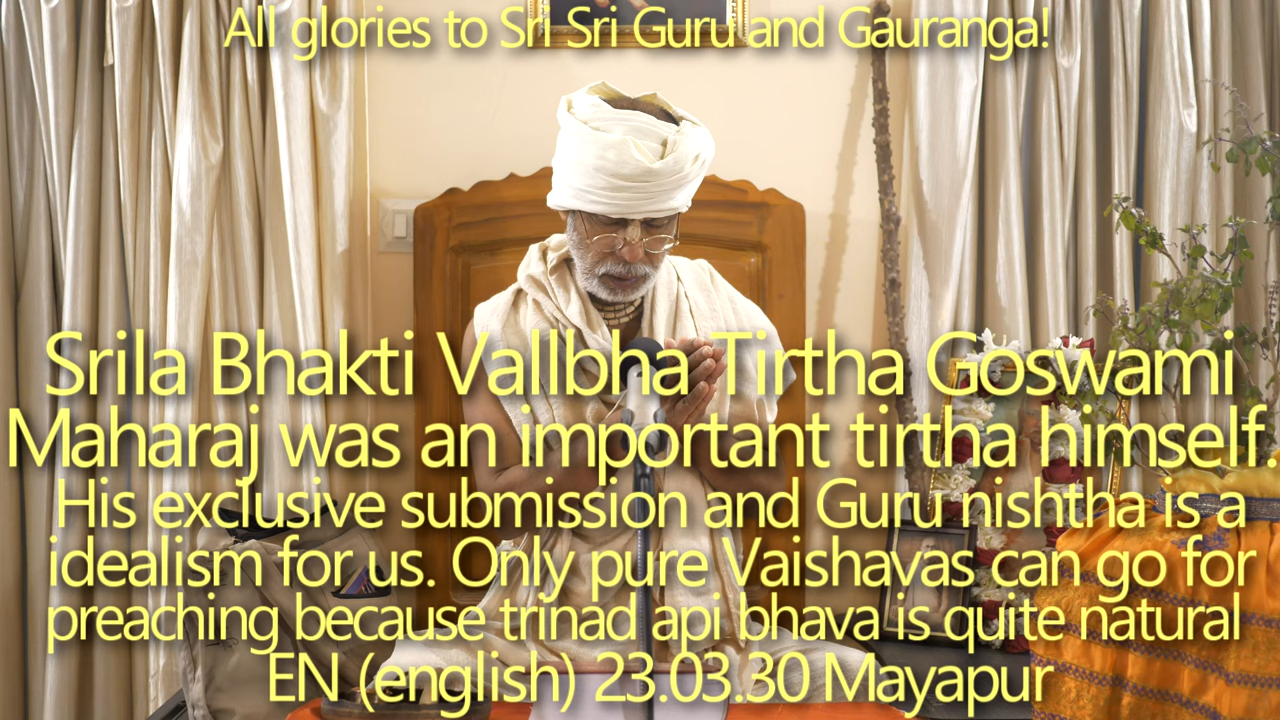 All glories to Sri Sri Guru and Gauranga!
Srila Bhakti Vallbha Tirtha Goswami
Maharaj was an important tirtha himself.
His exclusive submission and Guru nishtha is a
idealism for us. Only pure Vaishavas can go for
preaching because trinad api bhava is quite natural
EN (english) 23.03.30 Mayapur